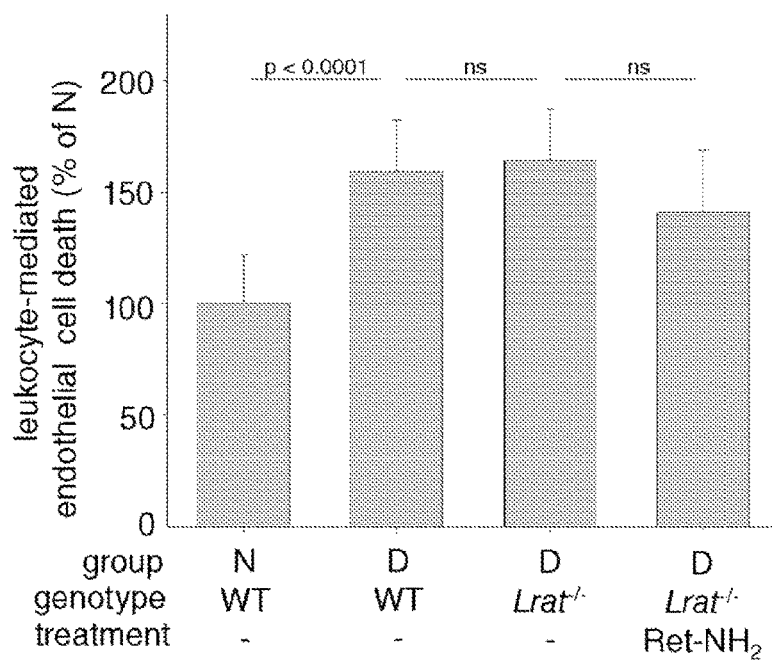 leukocyte-mediated
endothelial cell death (% of N)
200
150
100
50
0
p < 0.0001
ns
ns
group N D D D
genotype WT WT Lrat-/- Lrat-/-
treatment - - - Ret-NH2